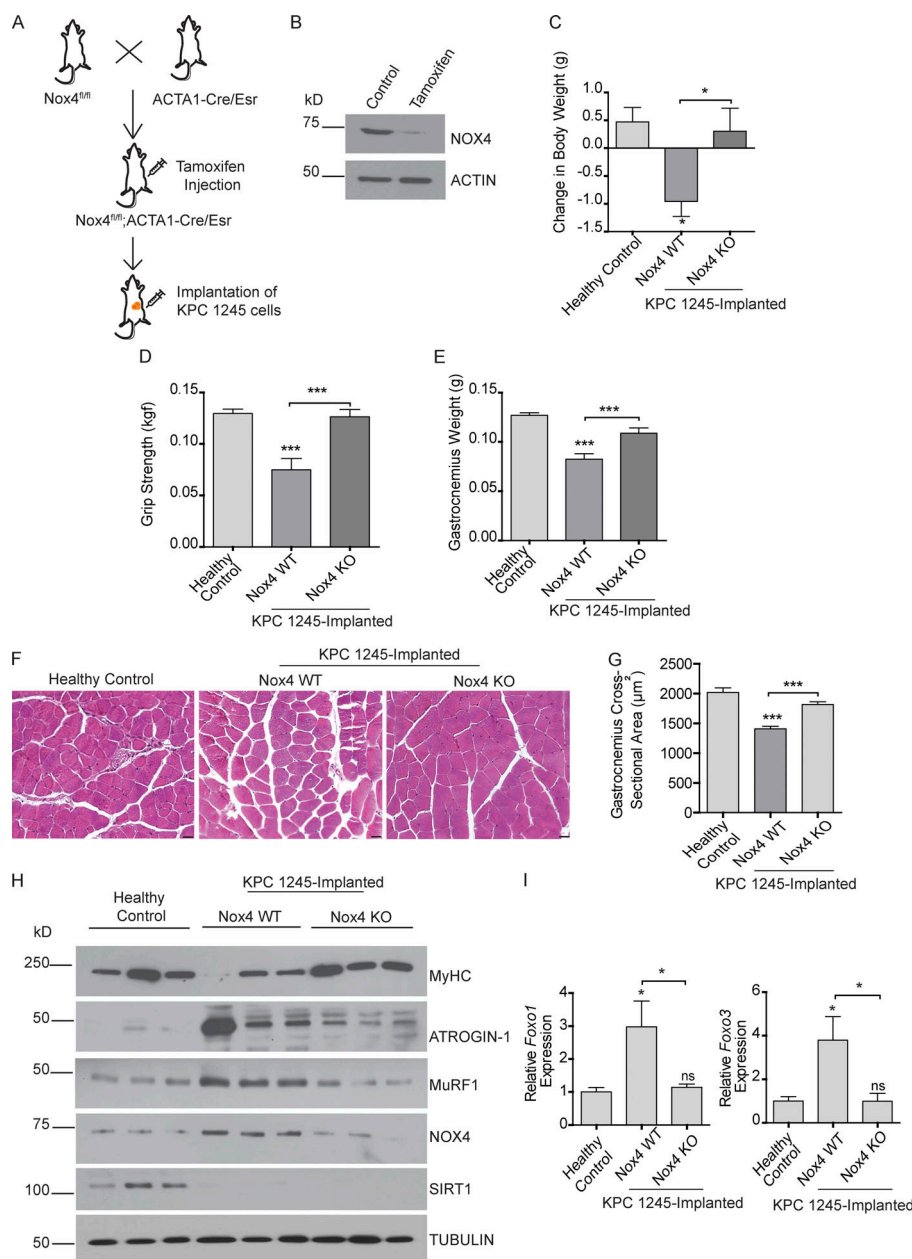 A
Nox4fl/fl
ACTA1-Cre/Esr
Tamoxifen
Injection
Nox4fl/fl;ACTA1-Cre/Esr
Implantation of
KPC 1245 cells
B
Control
Tamoxifen
kD
75
NOX4
50
ACTIN
C
Change in Body Weight (g)
1.0
0.5
0.0
-0.5
-1.0
-1.5
*
*
Healthy Control
Nox4 WT
Nox4 KO
KPC 1245-Implanted
D
Grip Strength (kgf)
0.15
0.10
0.05
0.00
***
***
Healthy
Control
Nox4 WT
Nox4 KO
KPC 1245-Implanted
E
Gastrocnemius Weight (g)
0.15
0.10
0.05
0.00
***
***
Healthy
Control
Nox4 WT
Nox4 KO
KPC 1245-Implanted
F
KPC 1245-Implanted
Healthy Control
Nox4 WT
Nox4 KO
G
Gastrocnemius Cross-
Sectional Area (µm²)
2500
2000
1500
1000
500
0
***
***
Healthy
Control
Nox4 WT
Nox4 KO
KPC 1245-Implanted
H
KPC 1245-Implanted
Healthy
Control
Nox4 WT
Nox4 KO
kD
250
MyHC
50
ATROGIN-1
50
MuRF1
75
NOX4
100
SIRT1
50
TUBULIN
I
Relative Foxo1
Expression
4
3
2
1
0
*
*
ns
Healthy
Control
Nox4 WT
Nox4 KO
KPC 1245-Implanted
Relative Foxo3
Expression
6
4
2
0
*
*
ns
Healthy
Control
Nox4 WT
Nox4 KO
KPC 1245-Implanted